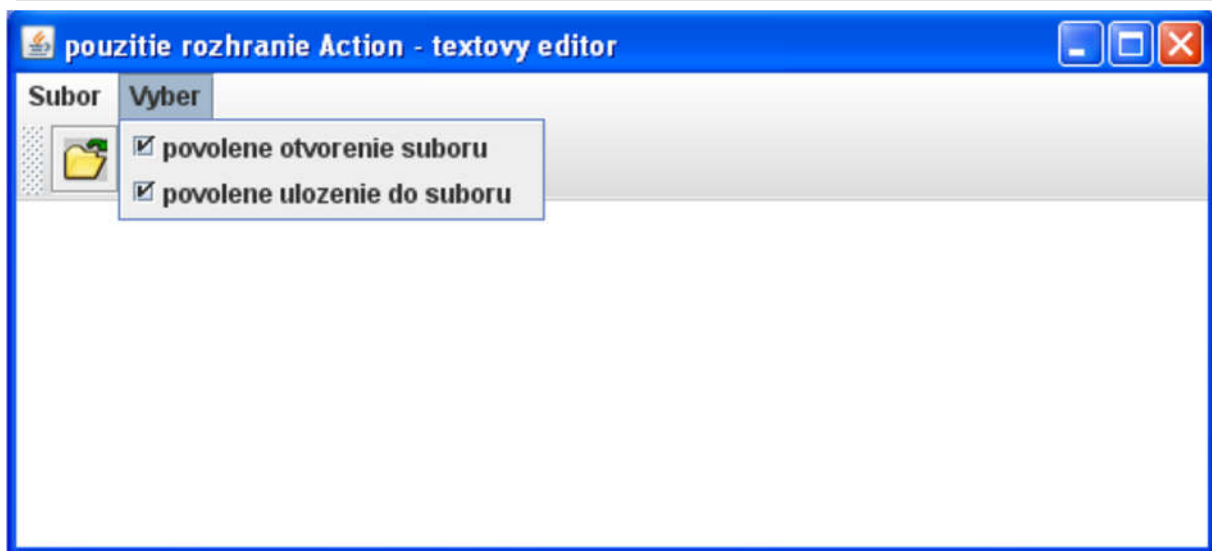 pouzitie rozhranie Action - textovy editor
Subor Vyber
povolene otvorenie suboru
povolene ulozenie do suboru